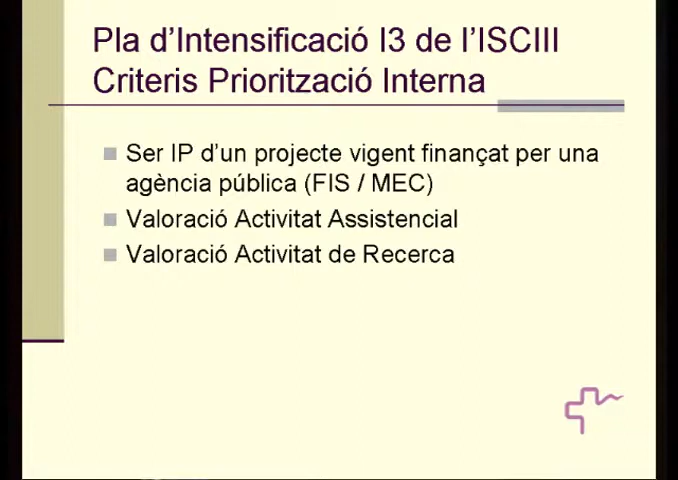 Pla d'Intensificació I3 de l'ISCIII
Criteris Priorització Interna
Ser IP d'un projecte vigent finançat per una
agència pública (FIS / MEC)
Valoració Activitat Assistencial
Valoració Activitat de Recerca